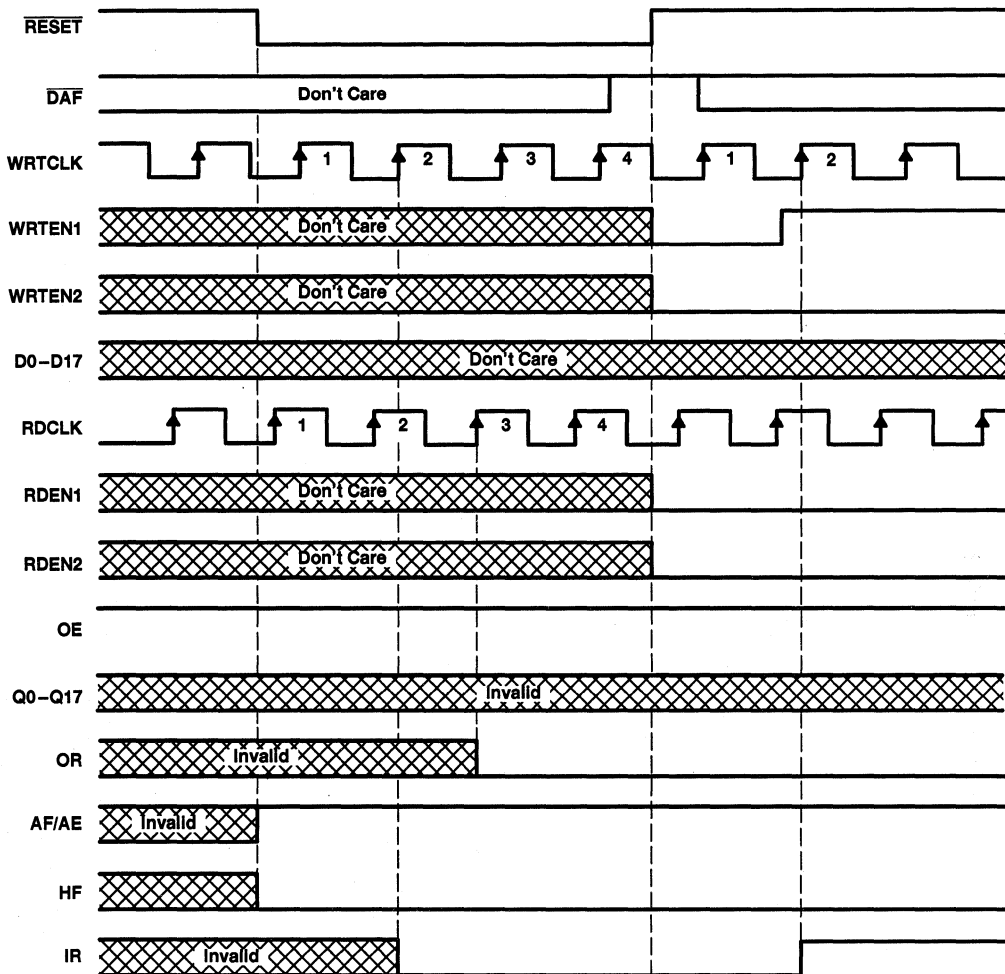 RESET
DAF
Don't Care
WRTCLK
1 2 3 4 1 2
WRTEN1
Don't Care
WRTEN2
Don't Care
D0–D17
Don't Care
RDCLK
1 2 3 4
RDEN1
Don't Care
RDEN2
Don't Care
OE
Q0–Q17
Invalid
OR
Invalid
AF/AE
Invalid
HF
IR
Invalid